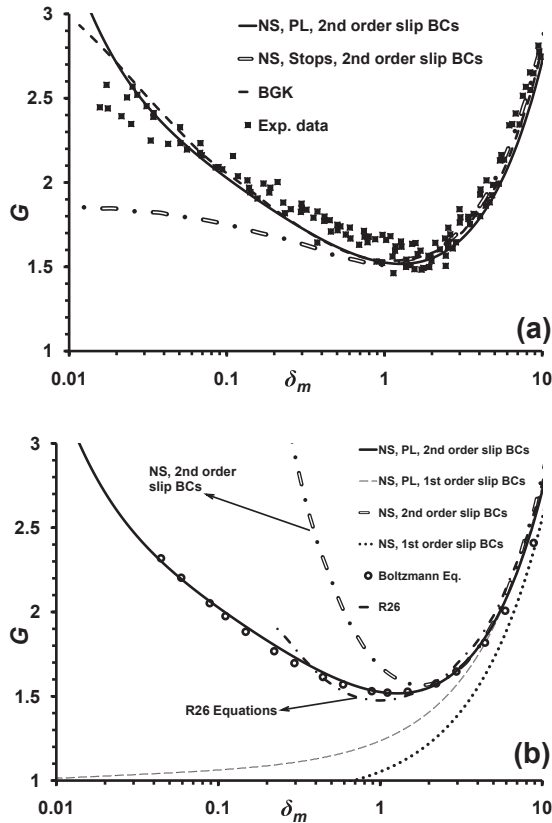 3
NS, PL, 2nd order slip BCs
NS, Stops, 2nd order slip BCs
BGK
Exp. data
2.5
G
2
1.5
(a)
1
0.01
0.1
1
10
δm
3
NS, 2nd order
slip BCs
NS, PL, 2nd order slip BCs
NS, PL, 1st order slip BCs
NS, 2nd order slip BCs
NS, 1st order slip BCs
Boltzmann Eq.
R26
2.5
G
2
1.5
R26 Equations
(b)
1
0.01
0.1
1
10
δm